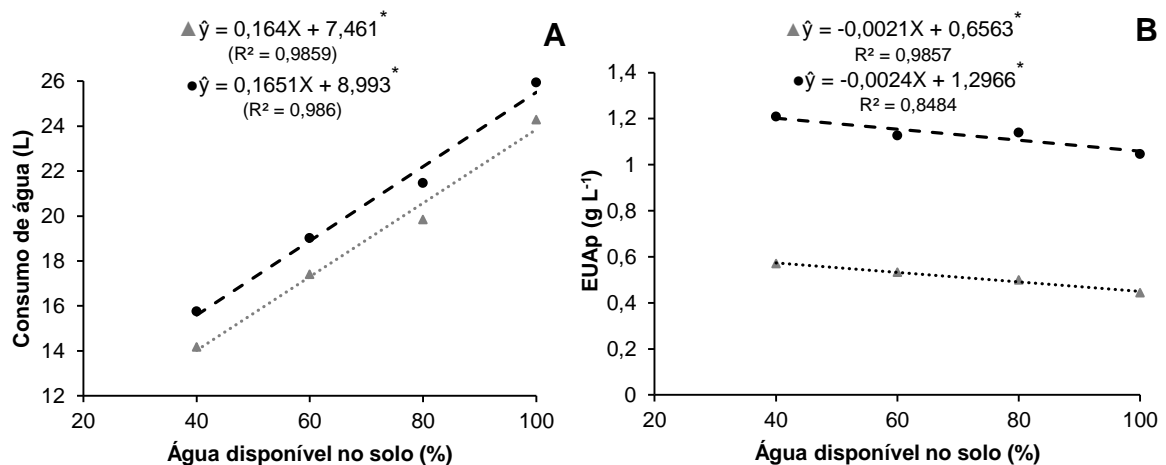 ŷ = 0,164X + 7,461*
(R² = 0,9859)
ŷ = 0,1651X + 8,993*
(R² = 0,986)
A
Consumo de água (L)
26
24
22
20
18
16
14
12
20 40 60 80 100
Água disponível no solo (%)
ŷ = -0,0021X + 0,6563*
R² = 0,9857
ŷ = -0,0024X + 1,2966*
R² = 0,8484
B
EUAp (g L⁻¹)
1,4
1,2
1
0,8
0,6
0,4
0,2
0
20 40 60 80 100
Água disponível no solo (%)